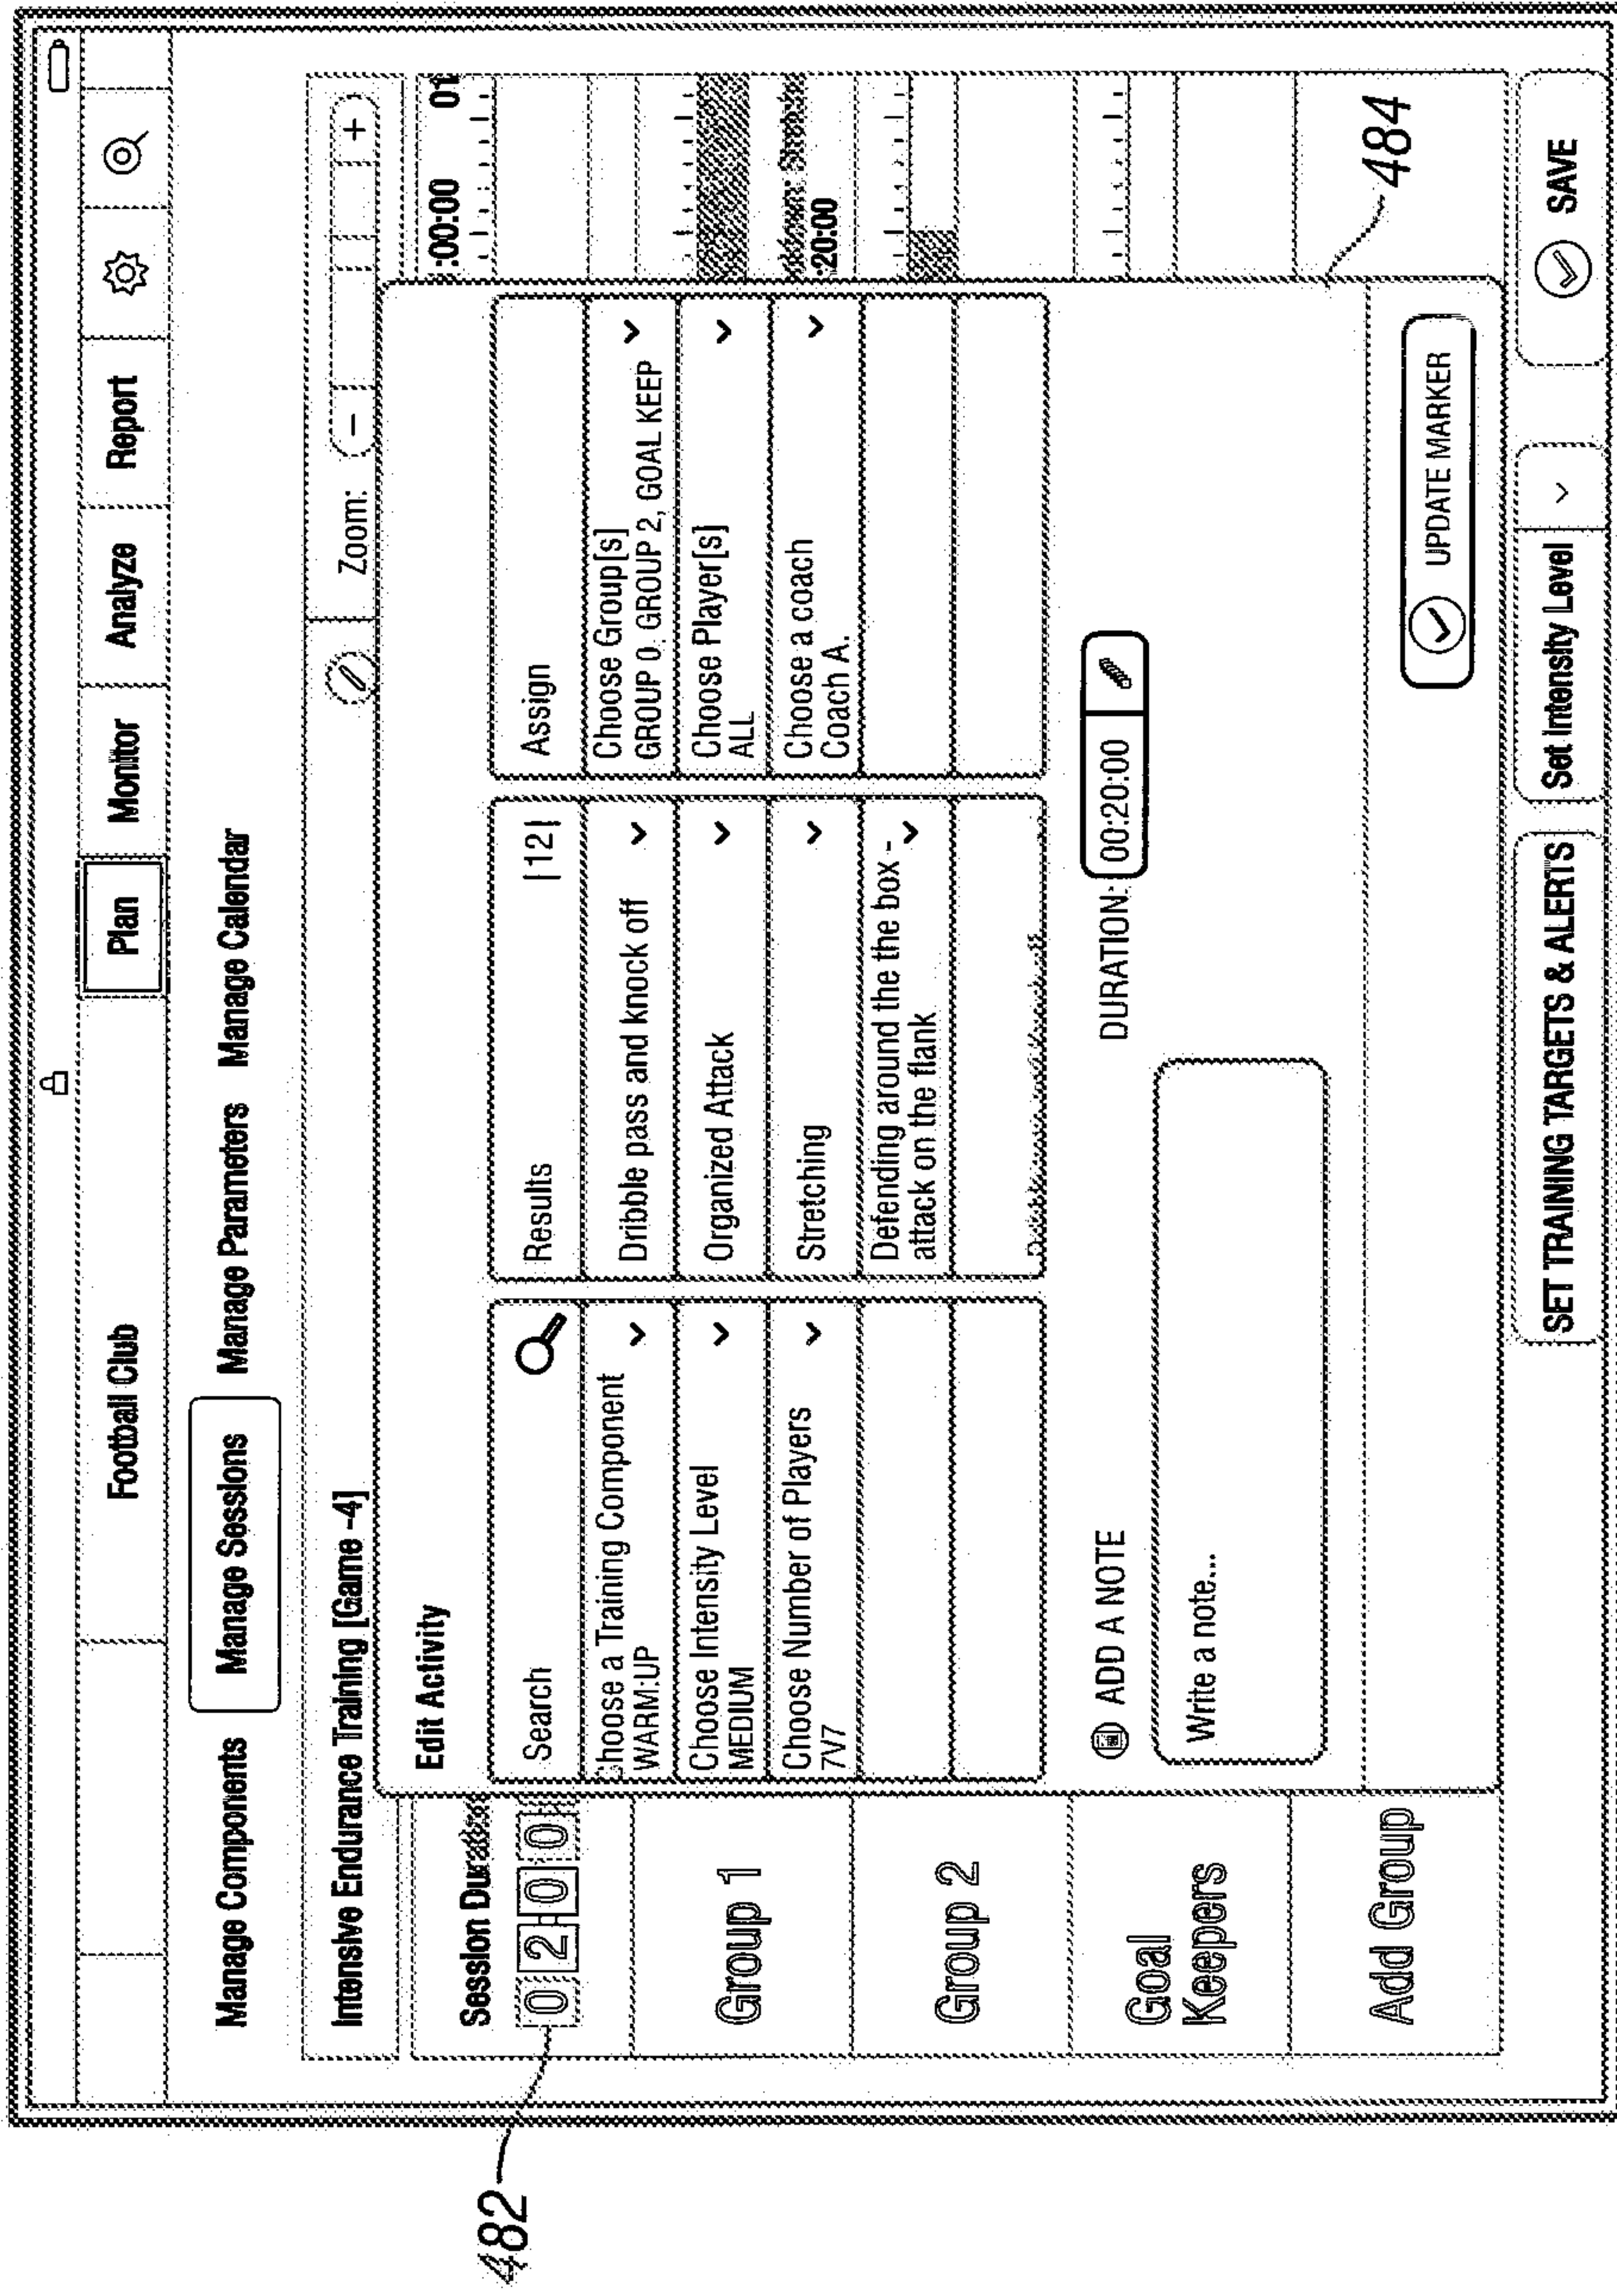 Football Club
Plan
Monitor
Analyze
Report
Manage Components
Manage Sessions
Manage Parameters
Manage Calendar
Intensive Endurance Training [Game -4]
Zoom:
−
+
Session Duration
0 2 0 0
:00:00
01
Edit Activity
Search
Choose a Training Component
WARM:UP
Choose Intensity Level
MEDIUM
Choose Number of Players
7V7
Results
|12|
Dribble pass and knock off
Organized Attack
Stretching
Defending around the the box -
attack on the flank
Assign
Choose Group[s]
GROUP 0, GROUP 2, GOAL KEEP
Choose Player[s]
ALL
Choose a coach
Coach A.
:20:00
Group 1
Group 2
Goal
Keepers
Add Group
ADD A NOTE
DURATION:
00:20:00
Write a note...
UPDATE MARKER
SET TRAINING TARGETS & ALERTS
Set Intensity Level
SAVE
482
484